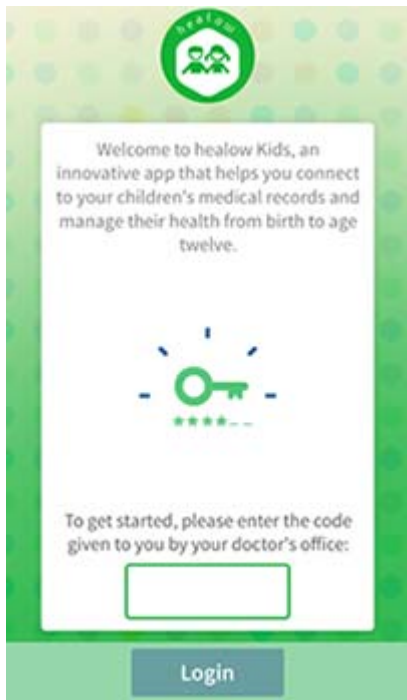 healow
Welcome to healow Kids, an
innovative app that helps you connect
to your children's medical records and
manage their health from birth to age
twelve.
****__
To get started, please enter the code
given to you by your doctor's office:
Login